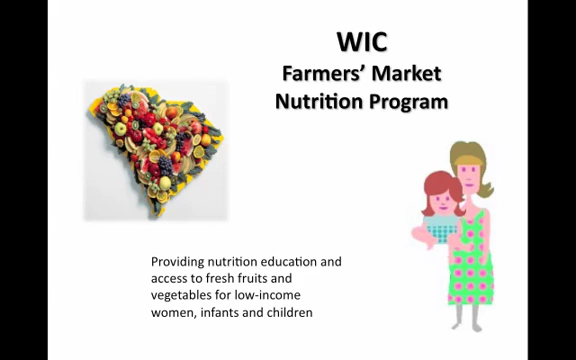 WIC
Farmers’ Market
Nutrition Program
Providing nutrition education and
access to fresh fruits and
vegetables for low-income
women, infants and children